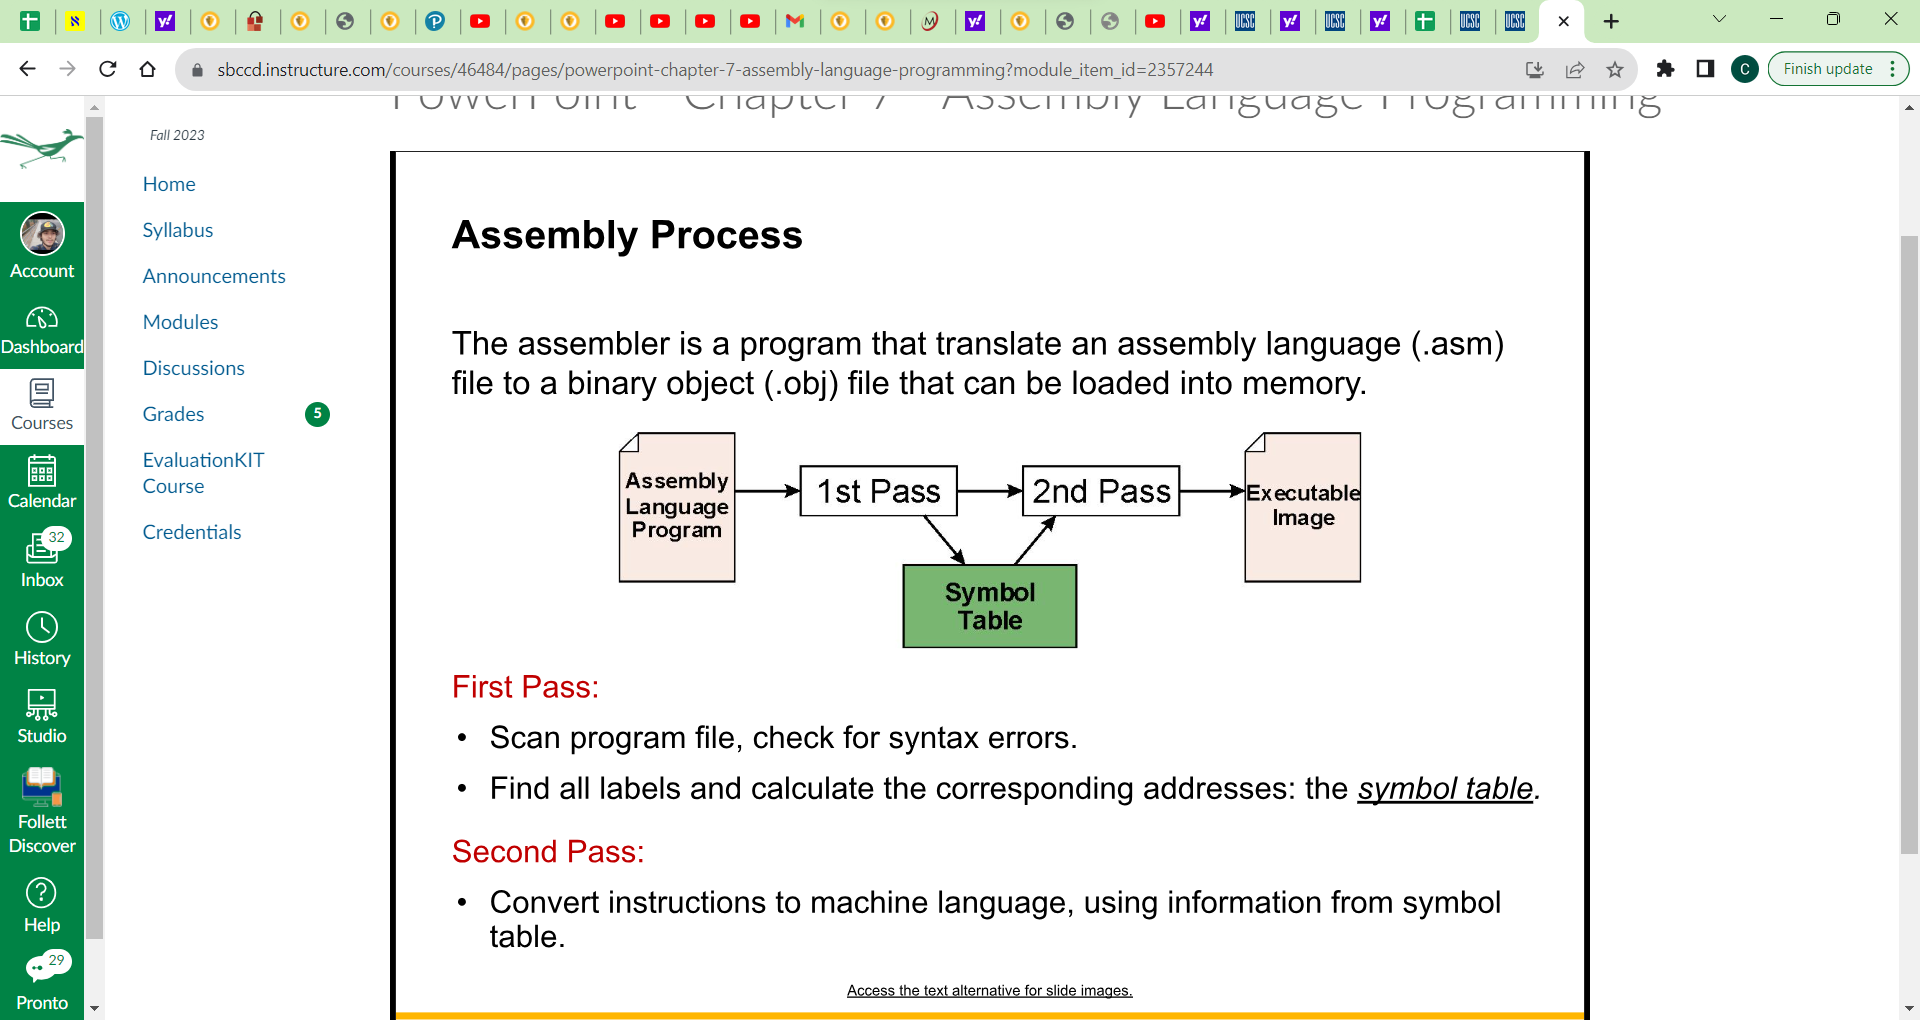 sbccd.instructure.com/courses/46484/pages/powerpoint-chapter-7-assembly-language-programming?module_item_id=2357244
C
Finish update
PowerPoint - Chapter 7 - Assembly Language Programming
Fall 2023
Home
Syllabus
Announcements
Modules
Discussions
Grades
5
EvaluationKIT
Course
Credentials
Account
Dashboard
Courses
Calendar
32
Inbox
History
Studio
Follett
Discover
Help
29
Pronto
Assembly Process
The assembler is a program that translate an assembly language (.asm)
file to a binary object (.obj) file that can be loaded into memory.
Assembly
Language
Program
1st Pass
2nd Pass
Executable
Image
Symbol
Table
First Pass:
• Scan program file, check for syntax errors.
• Find all labels and calculate the corresponding addresses: the symbol table.
Second Pass:
• Convert instructions to machine language, using information from symbol
table.
Access the text alternative for slide images.